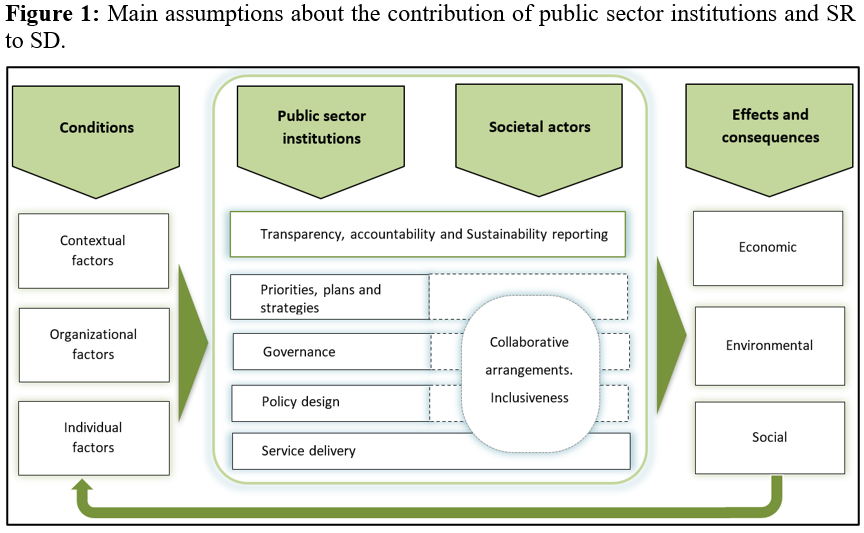 Figure 1: Main assumptions about the contribution of public sector institutions and SR
to SD.
Conditions
Public sector
institutions
Societal actors
Effects and
consequences
Contextual
factors
Organizational
factors
Individual
factors
Transparency, accountability and Sustainability reporting
Priorities, plans and
strategies
Governance
Policy design
Service delivery
Collaborative
arrangements.
Inclusiveness
Economic
Environmental
Social